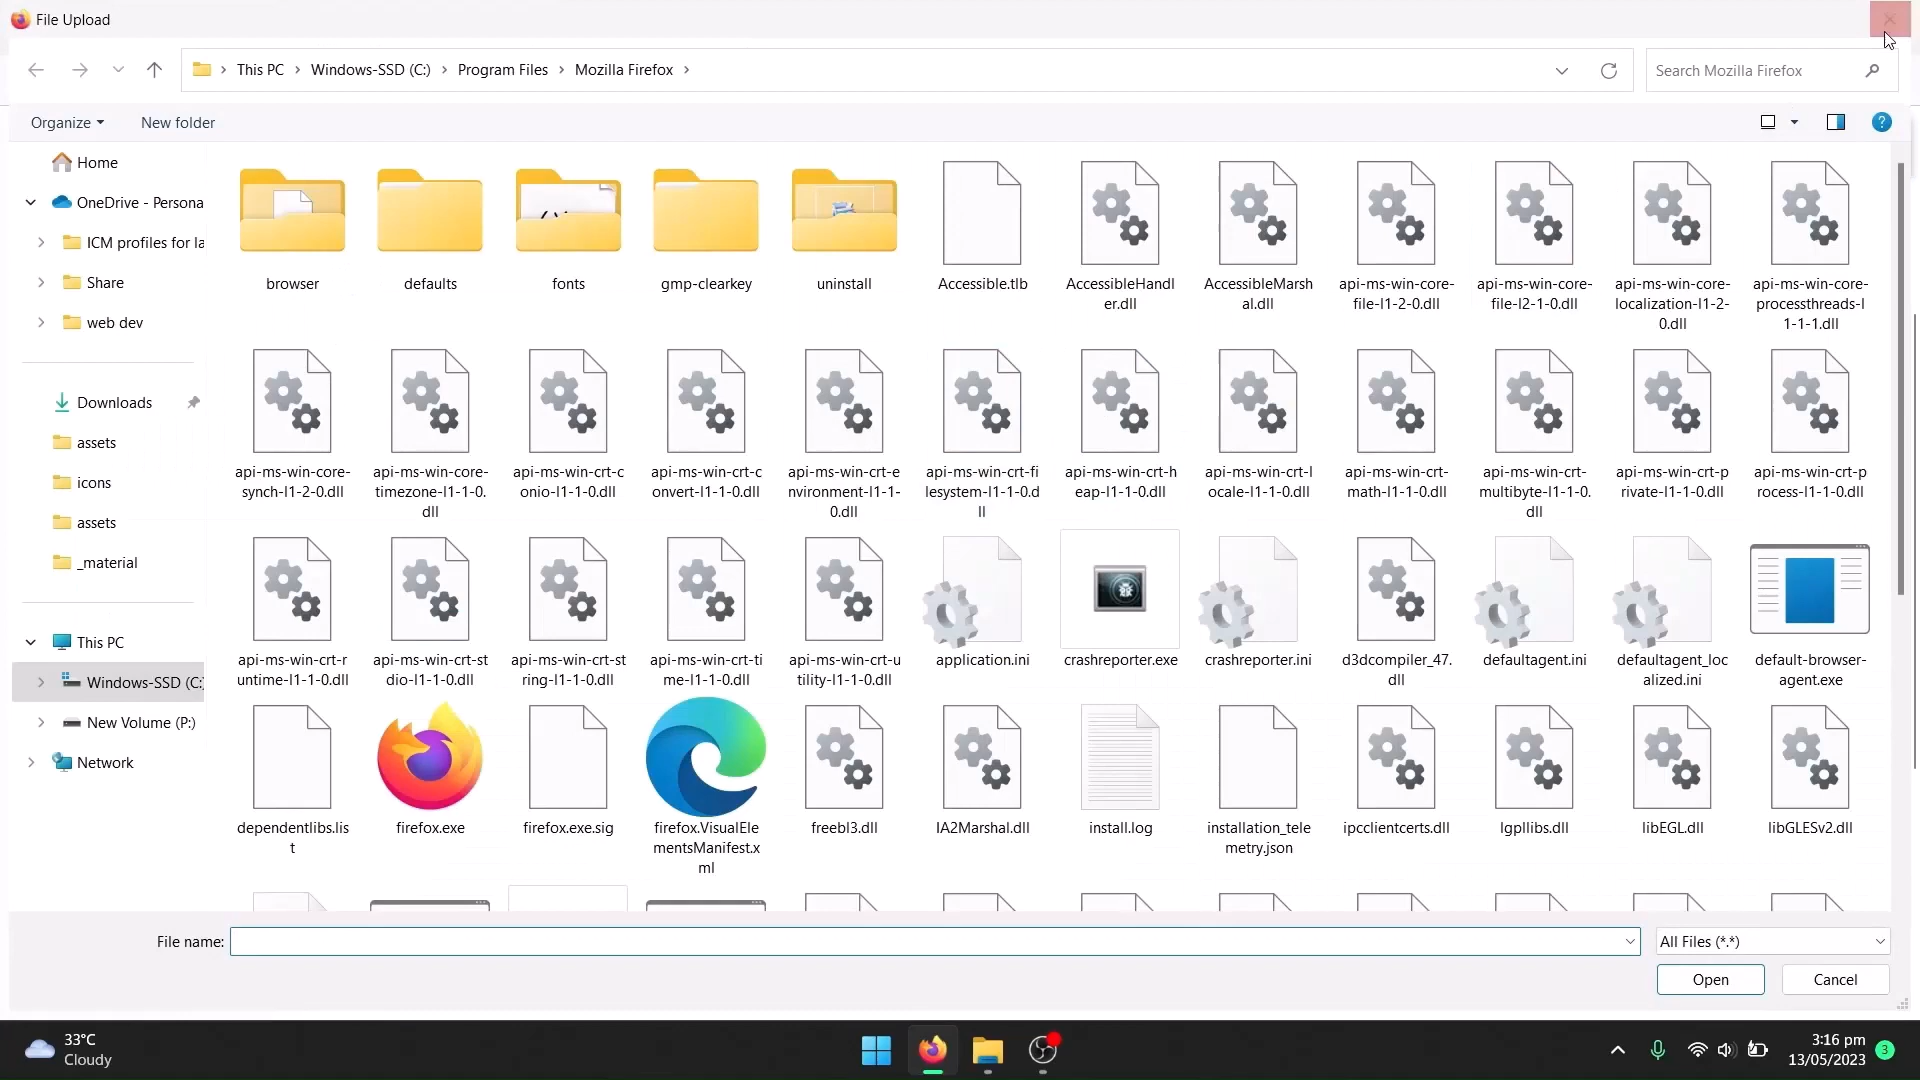 File Upload
This PC
Windows-SSD (C:)
Program Files
Mozilla Firefox
Search Mozilla Firefox
Organize
New folder
Home
OneDrive - Persona
ICM profiles for la
Share
web dev
Downloads
assets
icons
assets
_material
This PC
Windows-SSD (C:
New Volume (P:)
Network
browser
defaults
fonts
gmp-clearkey
uninstall
Accessible.tlb
AccessibleHandl
er.dll
AccessibleMarsh
al.dll
api-ms-win-core-
file-l1-2-0.dll
api-ms-win-core-
file-l2-1-0.dll
api-ms-win-core-
localization-l1-2-
0.dll
api-ms-win-core-
processthreads-l
1-1-1.dll
api-ms-win-core-
synch-l1-2-0.dll
api-ms-win-core-
timezone-l1-1-0.
dll
api-ms-win-crt-c
onio-l1-1-0.dll
api-ms-win-crt-c
onvert-l1-1-0.dll
api-ms-win-crt-e
nvironment-l1-1-
0.dll
api-ms-win-crt-fi
lesystem-l1-1-0.d
ll
api-ms-win-crt-h
eap-l1-1-0.dll
api-ms-win-crt-l
ocale-l1-1-0.dll
api-ms-win-crt-
math-l1-1-0.dll
api-ms-win-crt-
multibyte-l1-1-0.
dll
api-ms-win-crt-p
rivate-l1-1-0.dll
api-ms-win-crt-p
rocess-l1-1-0.dll
api-ms-win-crt-r
untime-l1-1-0.dll
api-ms-win-crt-st
dio-l1-1-0.dll
api-ms-win-crt-st
ring-l1-1-0.dll
api-ms-win-crt-ti
me-l1-1-0.dll
api-ms-win-crt-u
tility-l1-1-0.dll
application.ini
crashreporter.exe
crashreporter.ini
d3dcompiler_47.
dll
defaultagent.ini
defaultagent_loc
alized.ini
default-browser-
agent.exe
dependentlibs.lis
t
firefox.exe
firefox.exe.sig
firefox.VisualEle
mentsManifest.x
ml
freebl3.dll
IA2Marshal.dll
install.log
installation_tele
metry.json
ipcclientcerts.dll
lgpllibs.dll
libEGL.dll
libGLESv2.dll
File name:
All Files (*.*)
Open
Cancel
33°C
Cloudy
3:16 pm
13/05/2023
3